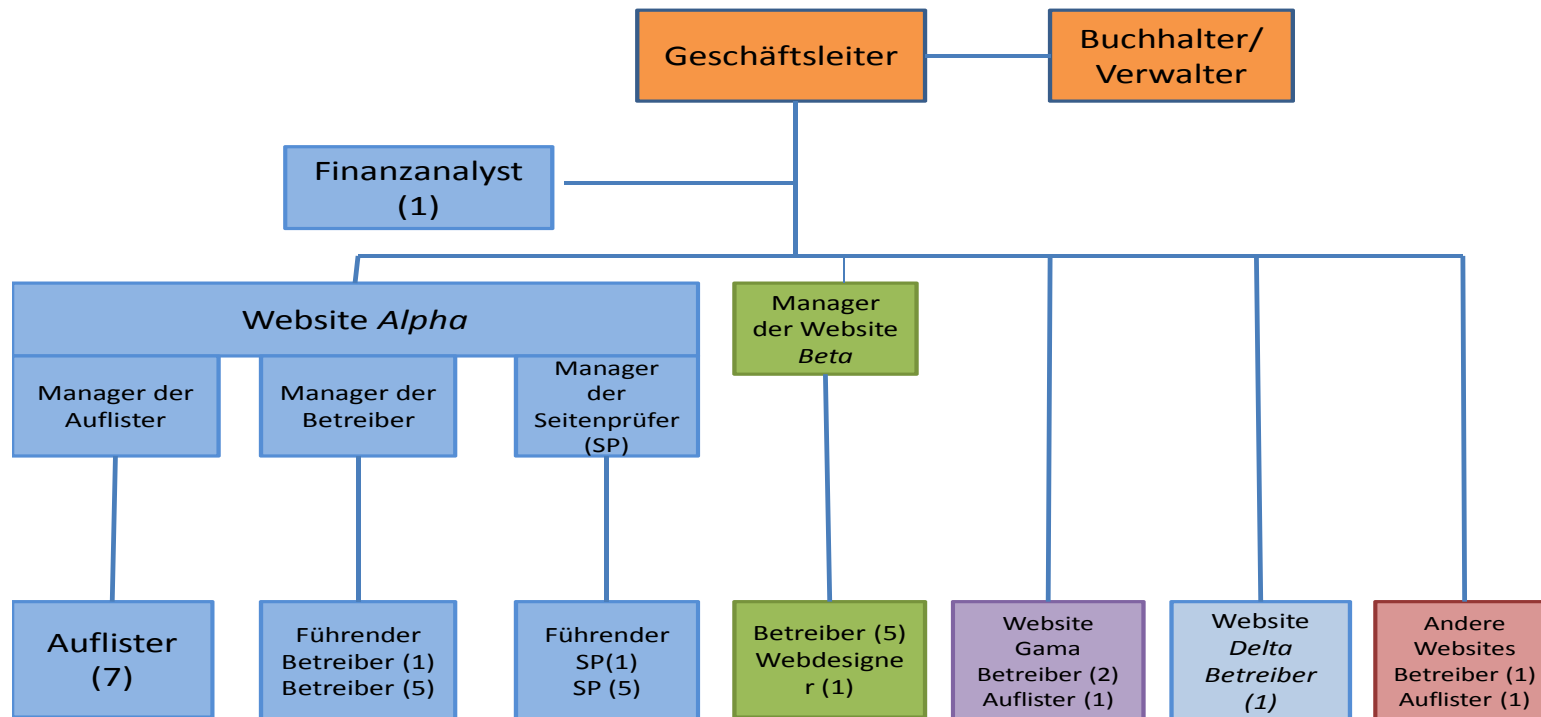 Geschäftsleiter
Buchhalter/
Verwalter
Finanzanalyst
(1)
Website Alpha
Manager
der Website
Beta
Manager der
Auflister
Manager der
Betreiber
Manager
der
Seitenprüfer
(SP)
Auflister
(7)
Führender
Betreiber (1)
Betreiber (5)
Führender
SP(1)
SP (5)
Betreiber (5)
Webdesigne
r (1)
Website
Gama
Betreiber (2)
Auflister (1)
Website
Delta
Betreiber
(1)
Andere
Websites
Betreiber (1)
Auflister (1)